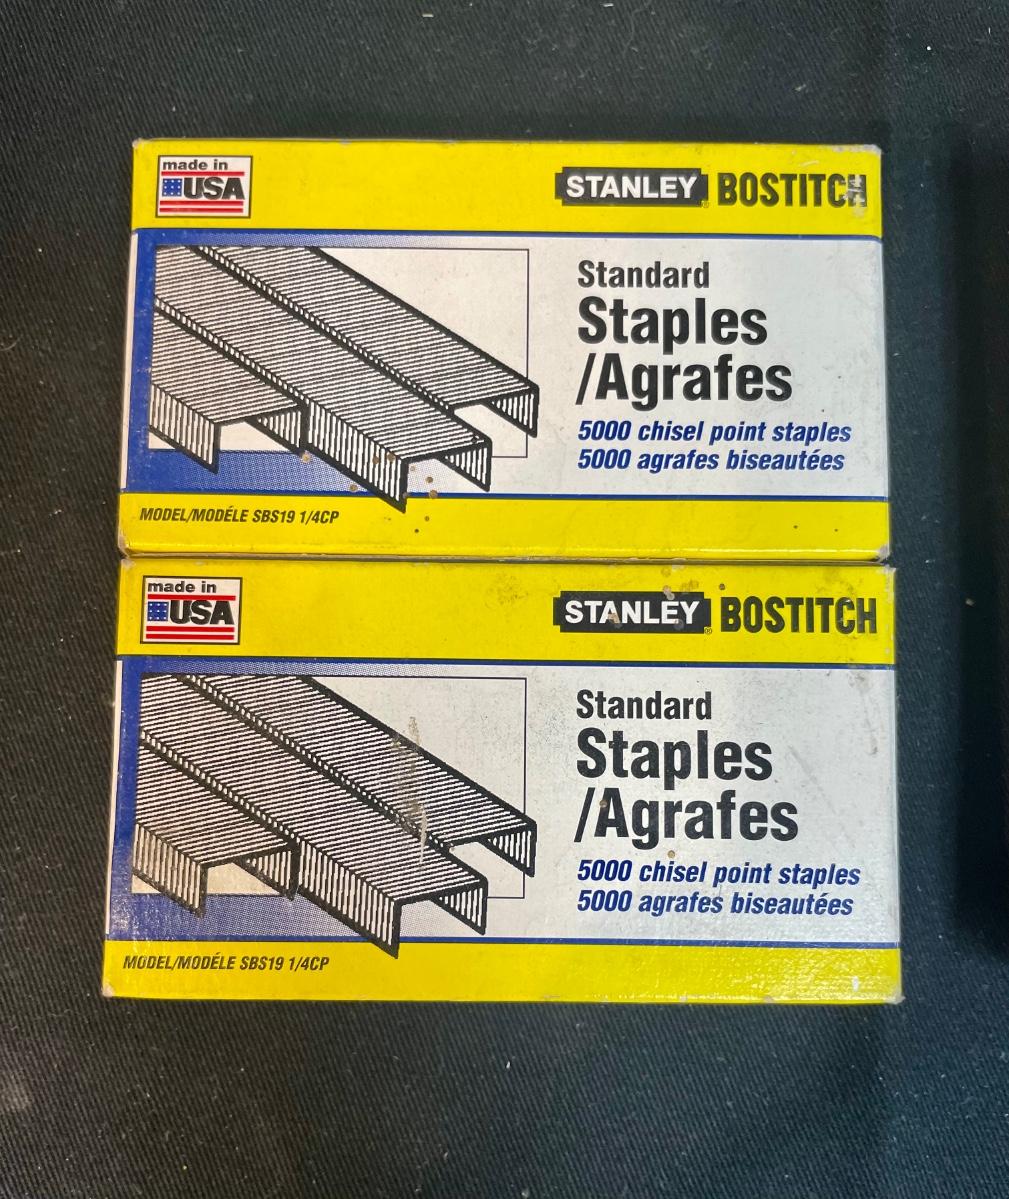 made in
USA
STANLEY BOSTITCH
Standard
Staples
/Agrafes
5000 chisel point staples
5000 agrafes biseautées
MODEL/MODÉLE SBS19 1/4CP
made in
USA
STANLEY BOSTITCH
Standard
Staples
/Agrafes
5000 chisel point staples
5000 agrafes biseautées
MODEL/MODÉLE SBS19 1/4CP